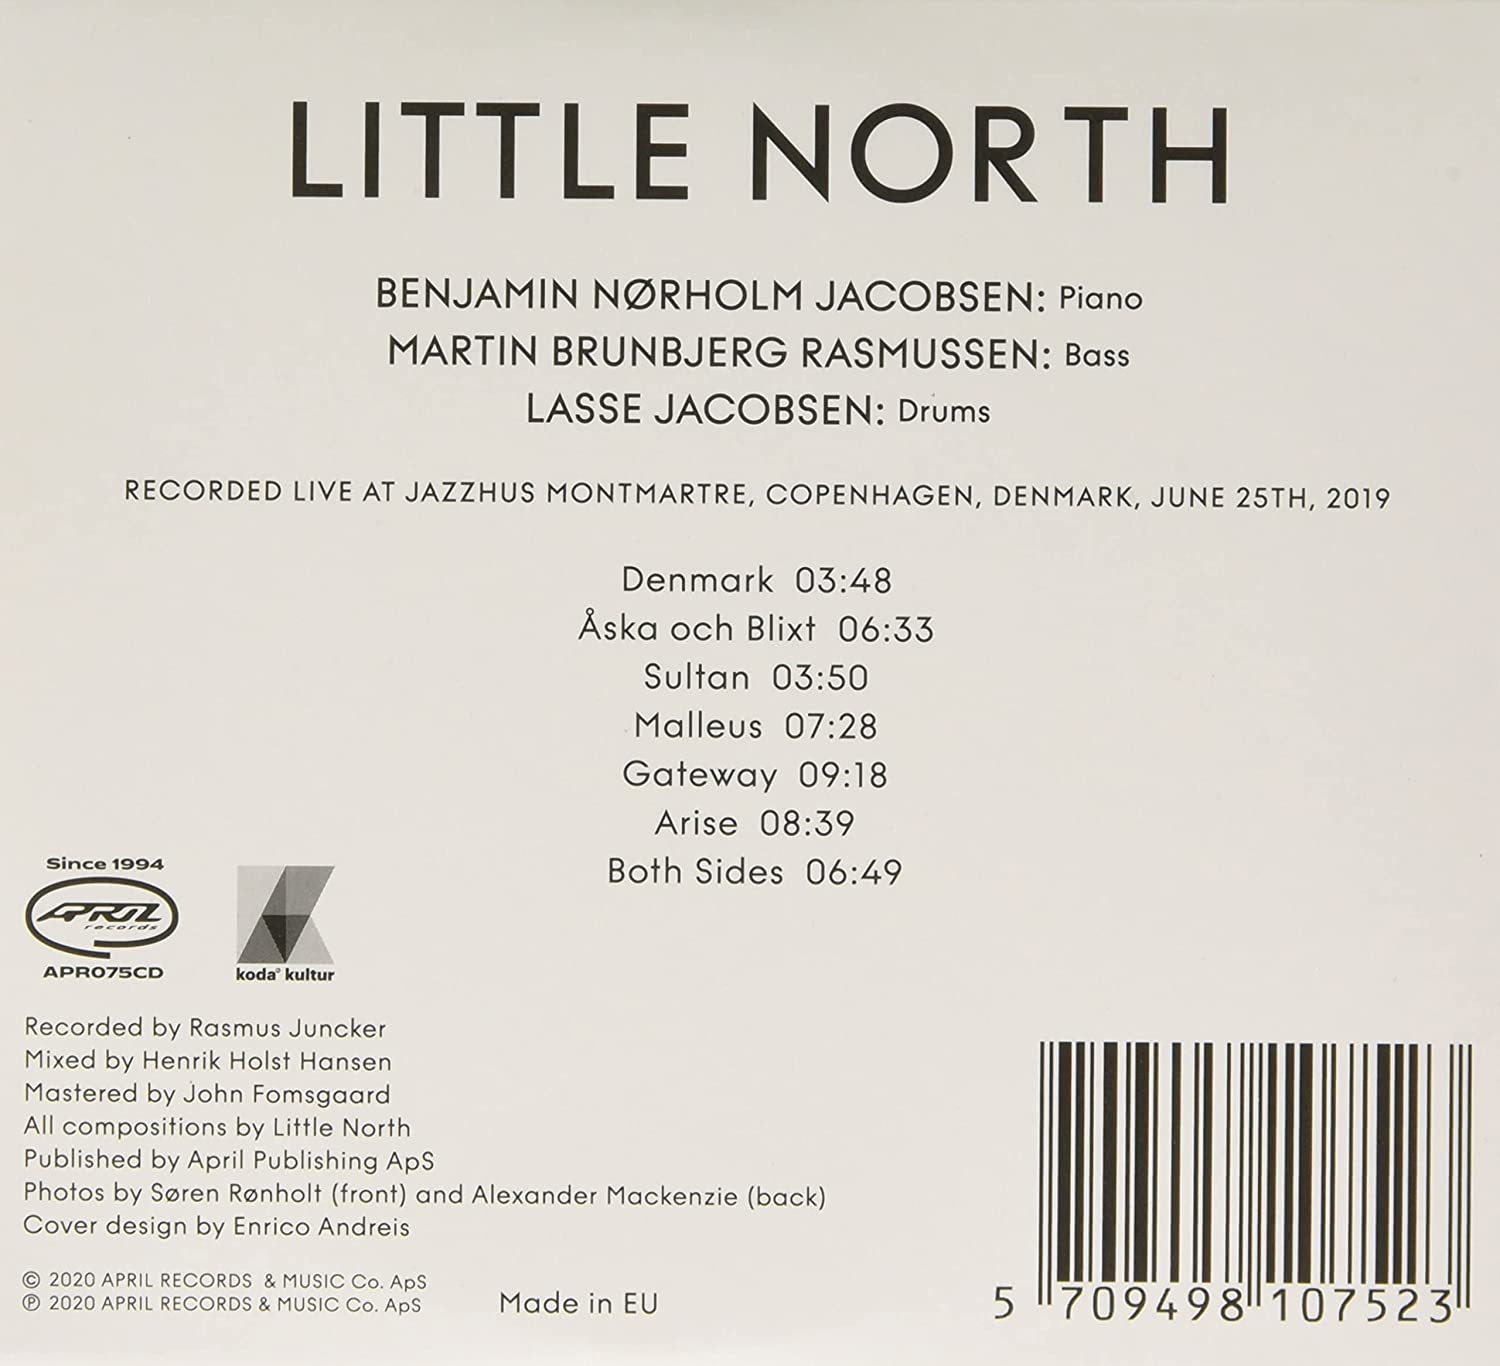 LITTLE NORTH
BENJAMIN NØRHOLM JACOBSEN: Piano
MARTIN BRUNBJERG RASMUSSEN: Bass
LASSE JACOBSEN: Drums
RECORDED LIVE AT JAZZHUS MONTMARTRE, COPENHAGEN, DENMARK, JUNE 25TH, 2019
Denmark 03:48
Åska och Blixt 06:33
Sultan 03:50
Malleus 07:28
Gateway 09:18
Arise 08:39
Both Sides 06:49
Since 1994
APRIL
records
APR075CD
koda® kultur
Recorded by Rasmus Juncker
Mixed by Henrik Holst Hansen
Mastered by John Fomsgaard
All compositions by Little North
Published by April Publishing ApS
Photos by Søren Rønholt (front) and Alexander Mackenzie (back)
Cover design by Enrico Andreis
© 2020 APRIL RECORDS & MUSIC Co. ApS
℗ 2020 APRIL RECORDS & MUSIC Co. ApS
Made in EU
5 709498 107523